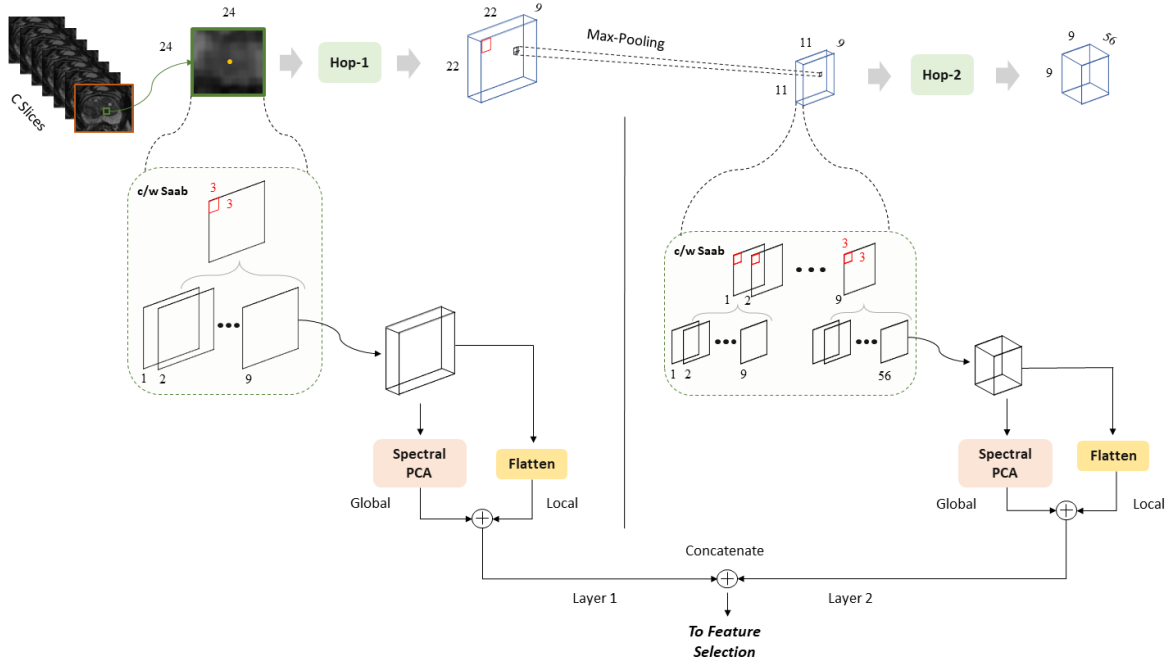 C Slices
24
24
Hop-1
22
9
22
Max-Pooling
11
9
11
Hop-2
9
56
9
c/w Saab
3
3
1
2
9
c/w Saab
3
3
1
2
9
1
2
9
56
Spectral
PCA
Flatten
Global
Local
Spectral
PCA
Flatten
Global
Local
Concatenate
Layer 1
Layer 2
To Feature
Selection